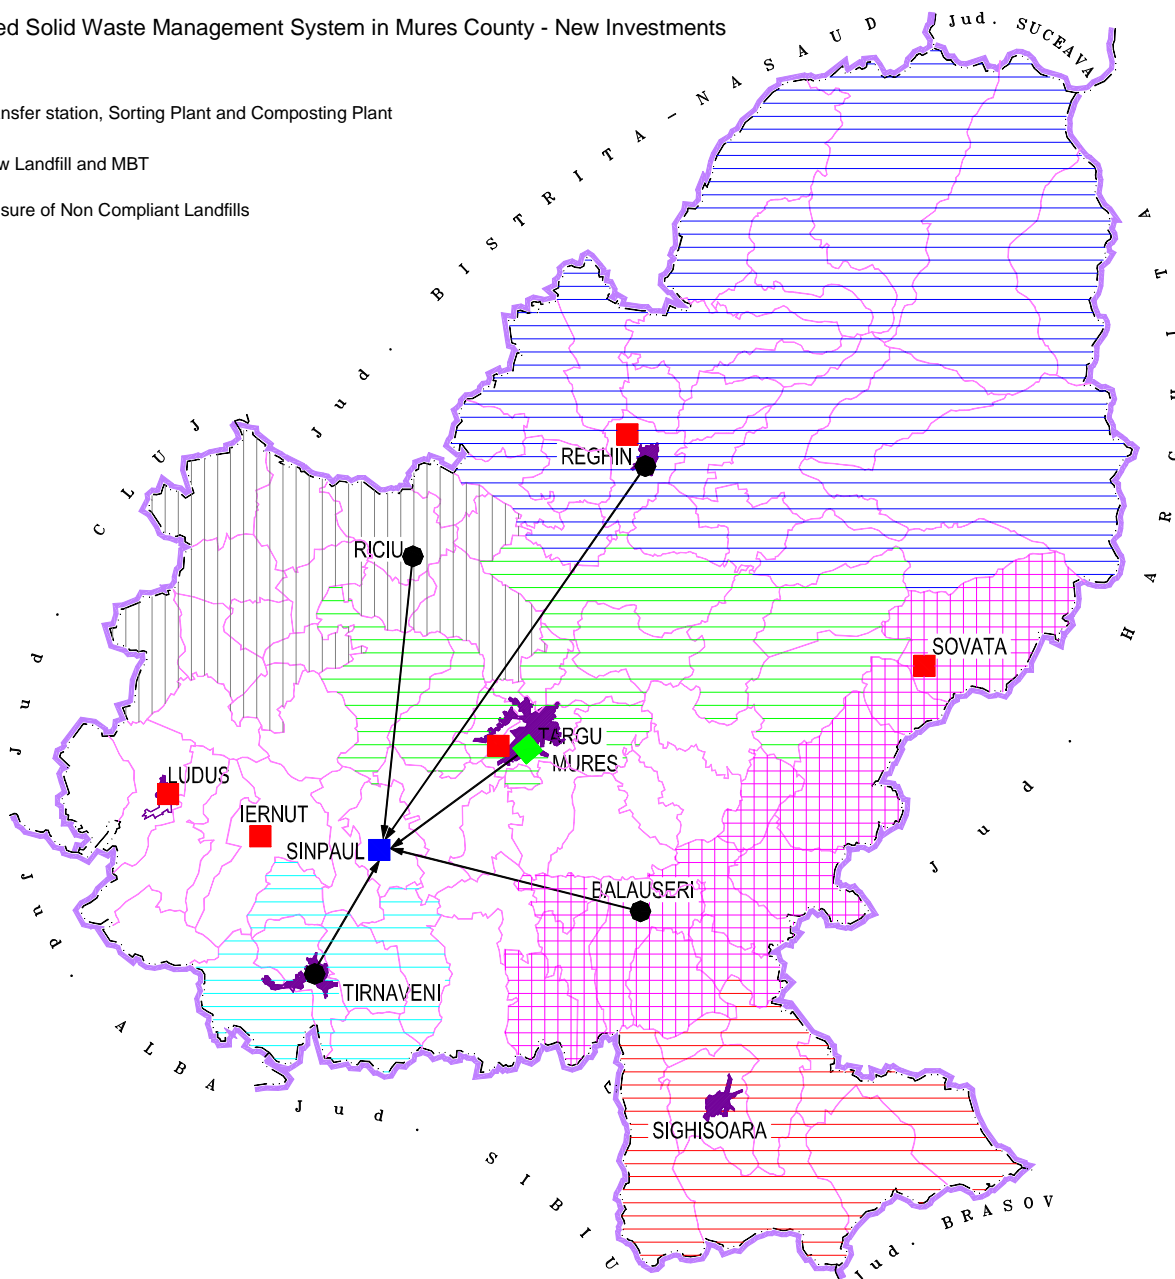 ed Solid Waste Management System in Mures County - New Investments
nsfer station, Sorting Plant and Composting Plant
w Landfill and MBT
sure of Non Compliant Landfills
Jud. SUCEAVA
Jud. BISTRITA-NASAUD
Jud. HARGHITA
Jud. CLUJ
REGHIN
RICIU
SOVATA
TARGU
MURES
LUDUS
IERNUT
SINPAUL
BALAUSERI
TIRNAVENI
SIGHISOARA
Jud. ALBA
Jud. SIBIU
Jud. BRASOV